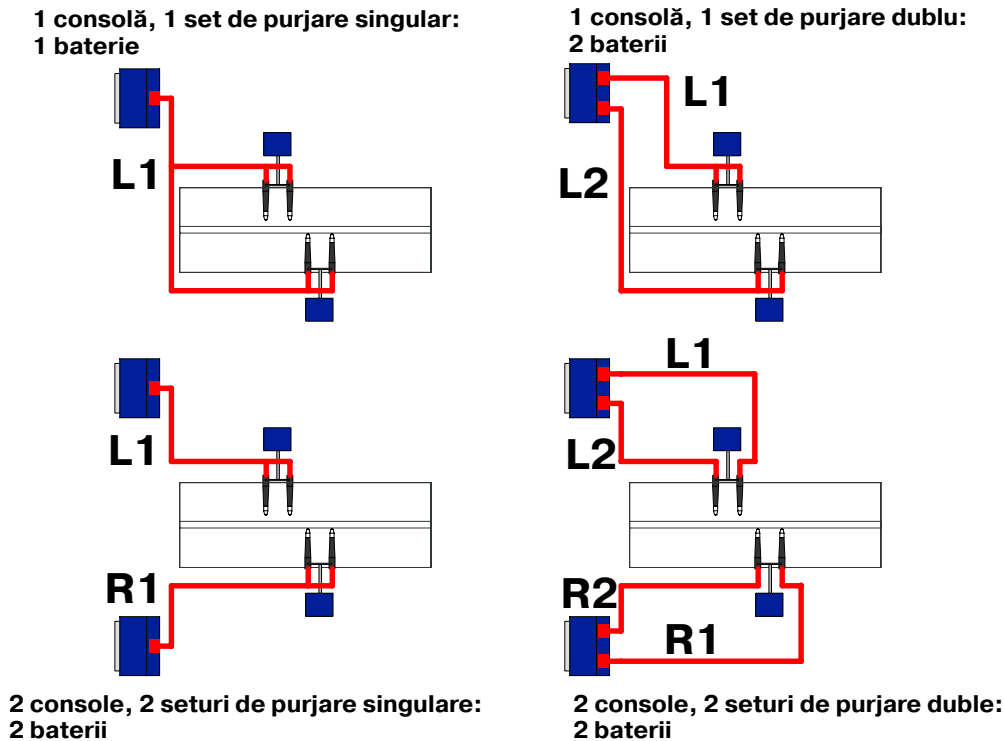 1 consolă, 1 set de purjare singular:
1 baterie
L1
1 consolă, 1 set de purjare dublu:
2 baterii
L1
L2
L1
R1
2 console, 2 seturi de purjare singulare:
2 baterii
L1
L2
R2
R1
2 console, 2 seturi de purjare duble:
2 baterii